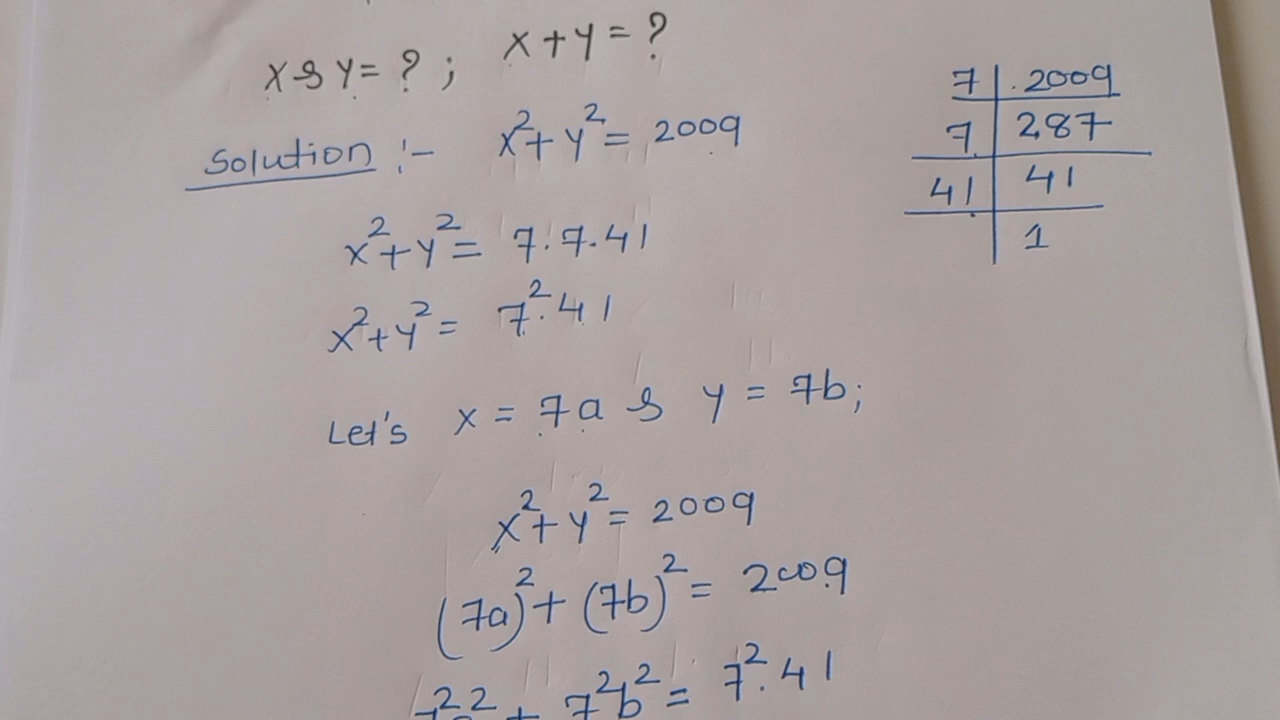 x & y = ? ; x + y = ?
Solution :- x² + y² = 2009
x² + y² = 7.7.41
x² + y² = 7².41
Let's x = 7a & y = 7b;
x² + y² = 2009
(7a)² + (7b)² = 2009
7²a² + 7²b² = 7².41
7 | 2009
7 | 287
41 | 41
1